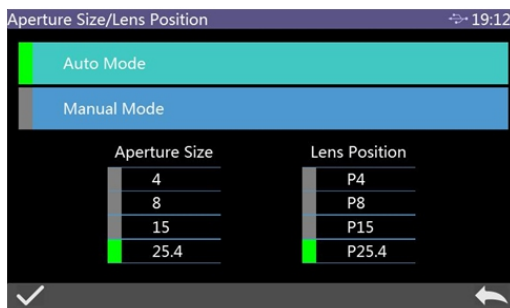 Aperture Size/Lens Position 19:12
Auto Mode
Manual Mode
Aperture Size Lens Position
4 P4
8 P8
15 P15
25.4 P25.4